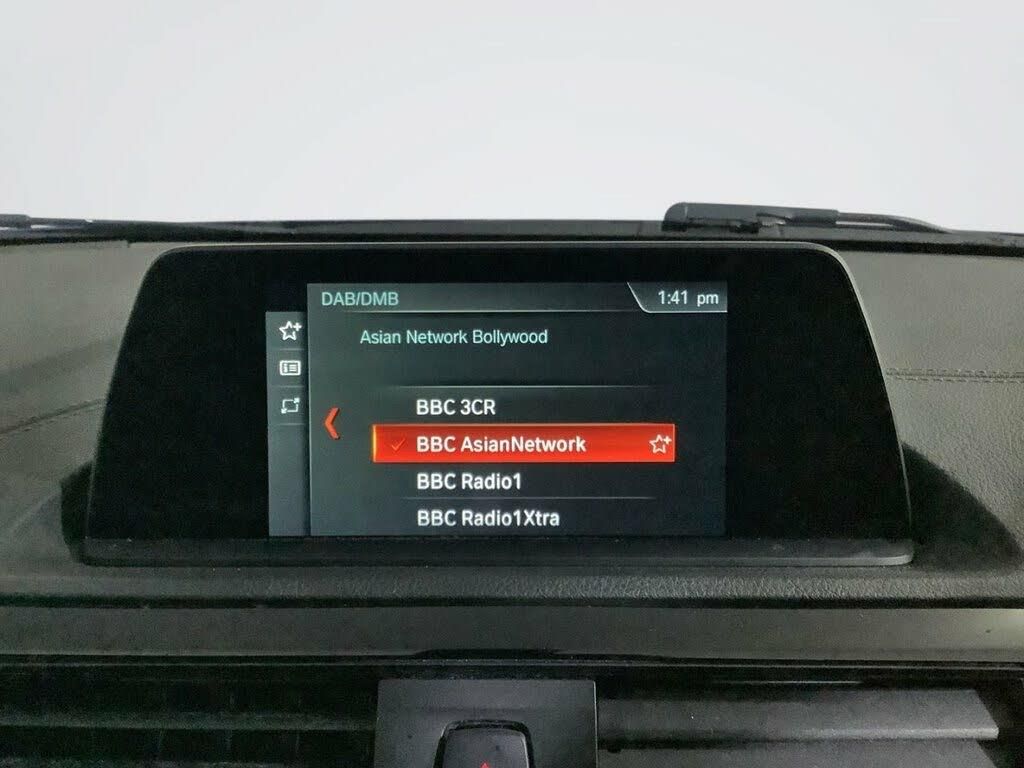 DAB/DMB
1:41 pm
Asian Network Bollywood
BBC 3CR
BBC AsianNetwork
BBC Radio1
BBC Radio1Xtra